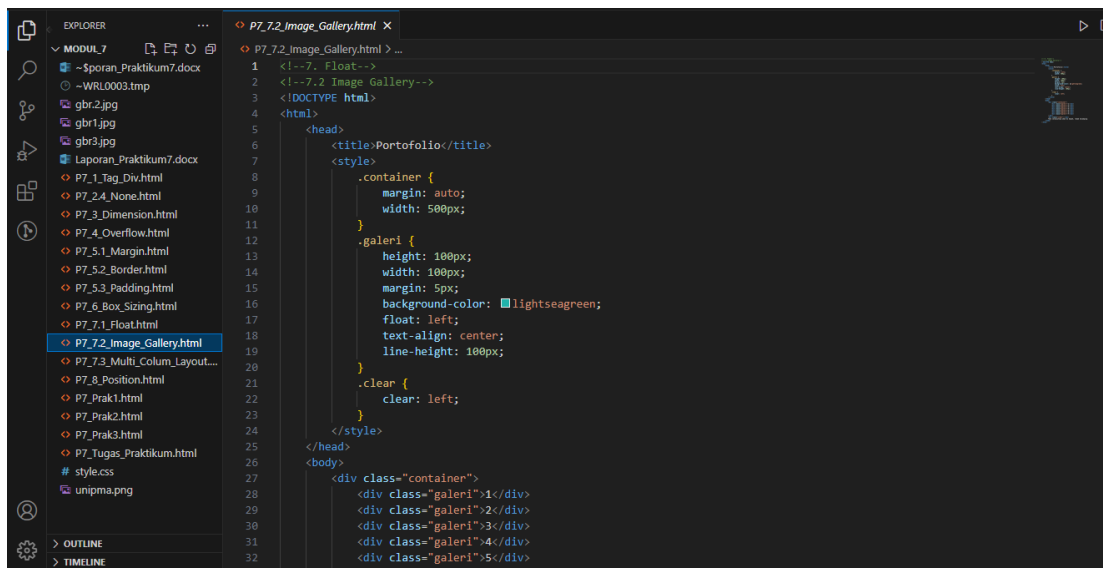 EXPLORER
P7_7.2_Image_Gallery.html
MODUL_7
P7_7.2_Image_Gallery.html > ...
~$poran_Praktikum7.docx
~WRL0003.tmp
gbr.2.jpg
gbr1.jpg
gbr3.jpg
Laporan_Praktikum7.docx
P7_1_Tag_Div.html
P7_2.4_None.html
P7_3_Dimension.html
P7_4_Overflow.html
P7_5.1_Margin.html
P7_5.2_Border.html
P7_5.3_Padding.html
P7_6_Box_Sizing.html
P7_7.1_Float.html
P7_7.2_Image_Gallery.html
P7_7.3_Multi_Colum_Layout....
P7_8_Position.html
P7_Prak1.html
P7_Prak2.html
P7_Prak3.html
P7_Tugas_Praktikum.html
# style.css
unipma.png
OUTLINE
TIMELINE
1 <!--7. Float-->
2 <!--7.2 Image Gallery-->
3 <!DOCTYPE html>
4 <html>
5 <head>
6 <title>Portofolio</title>
7 <style>
8 .container {
9 margin: auto;
10 width: 500px;
11 }
12 .galeri {
13 height: 100px;
14 width: 100px;
15 margin: 5px;
16 background-color: lightseagreen;
17 float: left;
18 text-align: center;
19 line-height: 100px;
20 }
21 .clear {
22 clear: left;
23 }
24 </style>
25 </head>
26 <body>
27 <div class="container">
28 <div class="galeri">1</div>
29 <div class="galeri">2</div>
30 <div class="galeri">3</div>
31 <div class="galeri">4</div>
32 <div class="galeri">5</div>